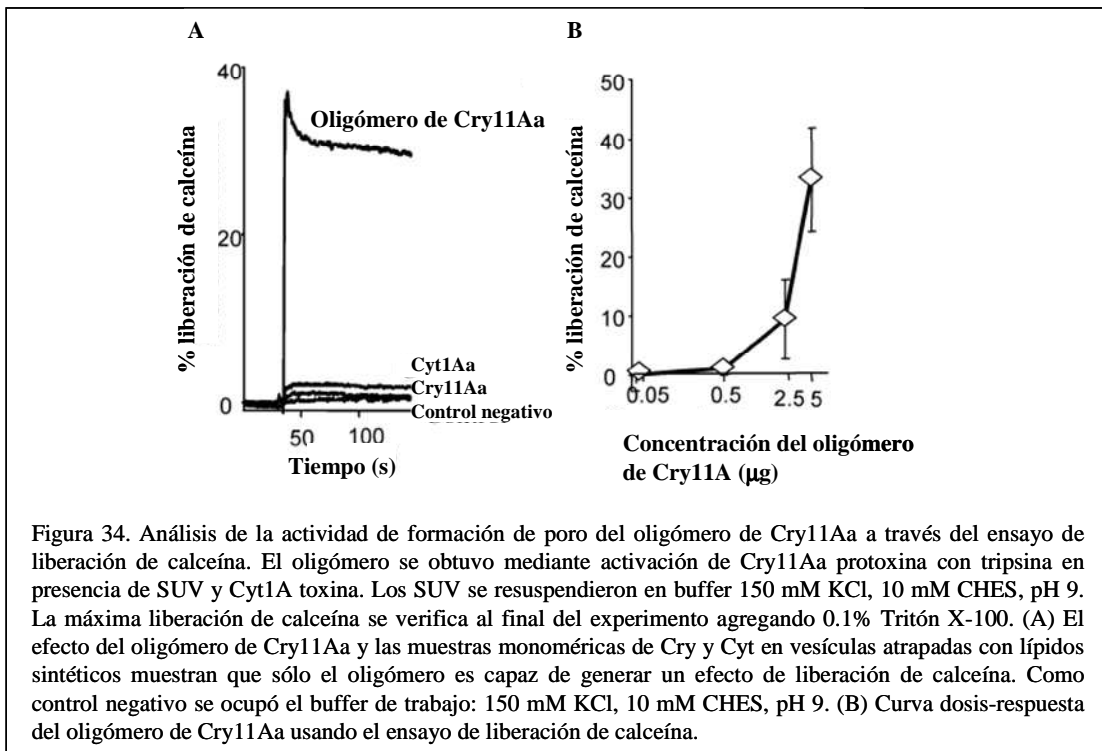 A
B
40
20
0
% liberación de calceína
Oligómero de Cry11Aa
Cyt1Aa
Cry11Aa
Control negativo
50
100
Tiempo (s)
50
40
30
20
10
0
% liberación de calceína
0.05
0.5
2.5
5
Concentración del oligómero
de Cry11A (µg)
Figura 34. Análisis de la actividad de formación de poro del oligómero de Cry11Aa a través del ensayo de
liberación de calceína. El oligómero se obtuvo mediante activación de Cry11Aa protoxina con tripsina en
presencia de SUV y Cyt1A toxina. Los SUV se resuspendieron en buffer 150 mM KCl, 10 mM CHES, pH 9.
La máxima liberación de calceína se verifica al final del experimento agregando 0.1% Tritón X-100. (A) El
efecto del oligómero de Cry11Aa y las muestras monoméricas de Cry y Cyt en vesículas atrapadas con lípidos
sintéticos muestran que sólo el oligómero es capaz de generar un efecto de liberación de calceína. Como
control negativo se ocupó el buffer de trabajo: 150 mM KCl, 10 mM CHES, pH 9. (B) Curva dosis-respuesta
del oligómero de Cry11Aa usando el ensayo de liberación de calceína.